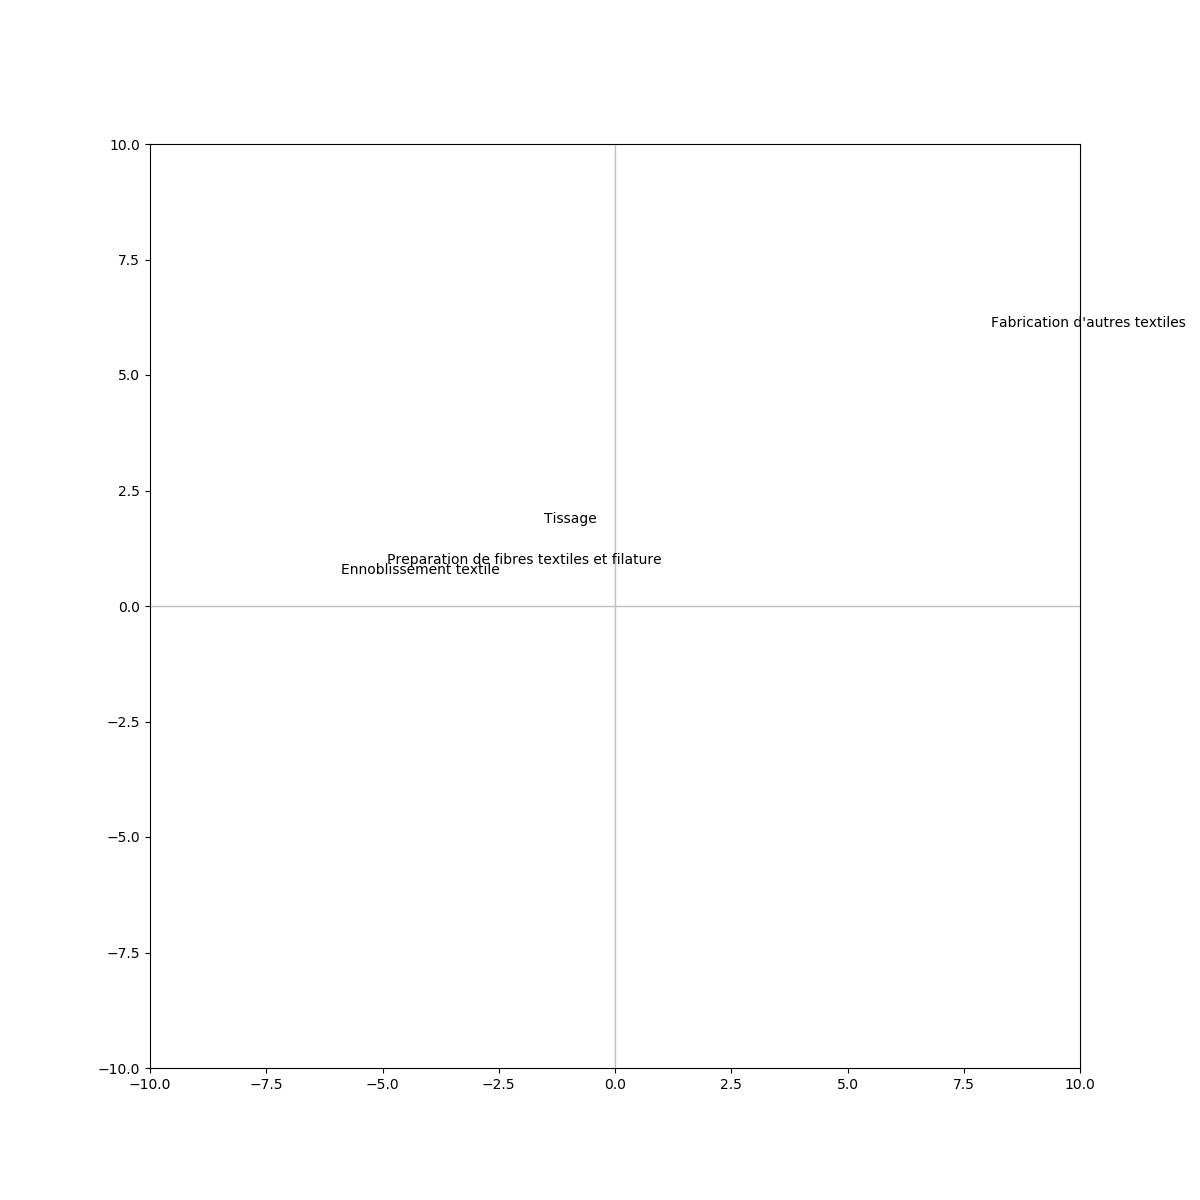 10.0
7.5
Fabrication d'autres textiles
5.0
2.5
Tissage
Preparation de fibres textiles et filature
Ennoblissement textile
0.0
−2.5
−5.0
−7.5
−10.0
−10.0 −7.5 −5.0 −2.5 0.0 2.5 5.0 7.5 10.0